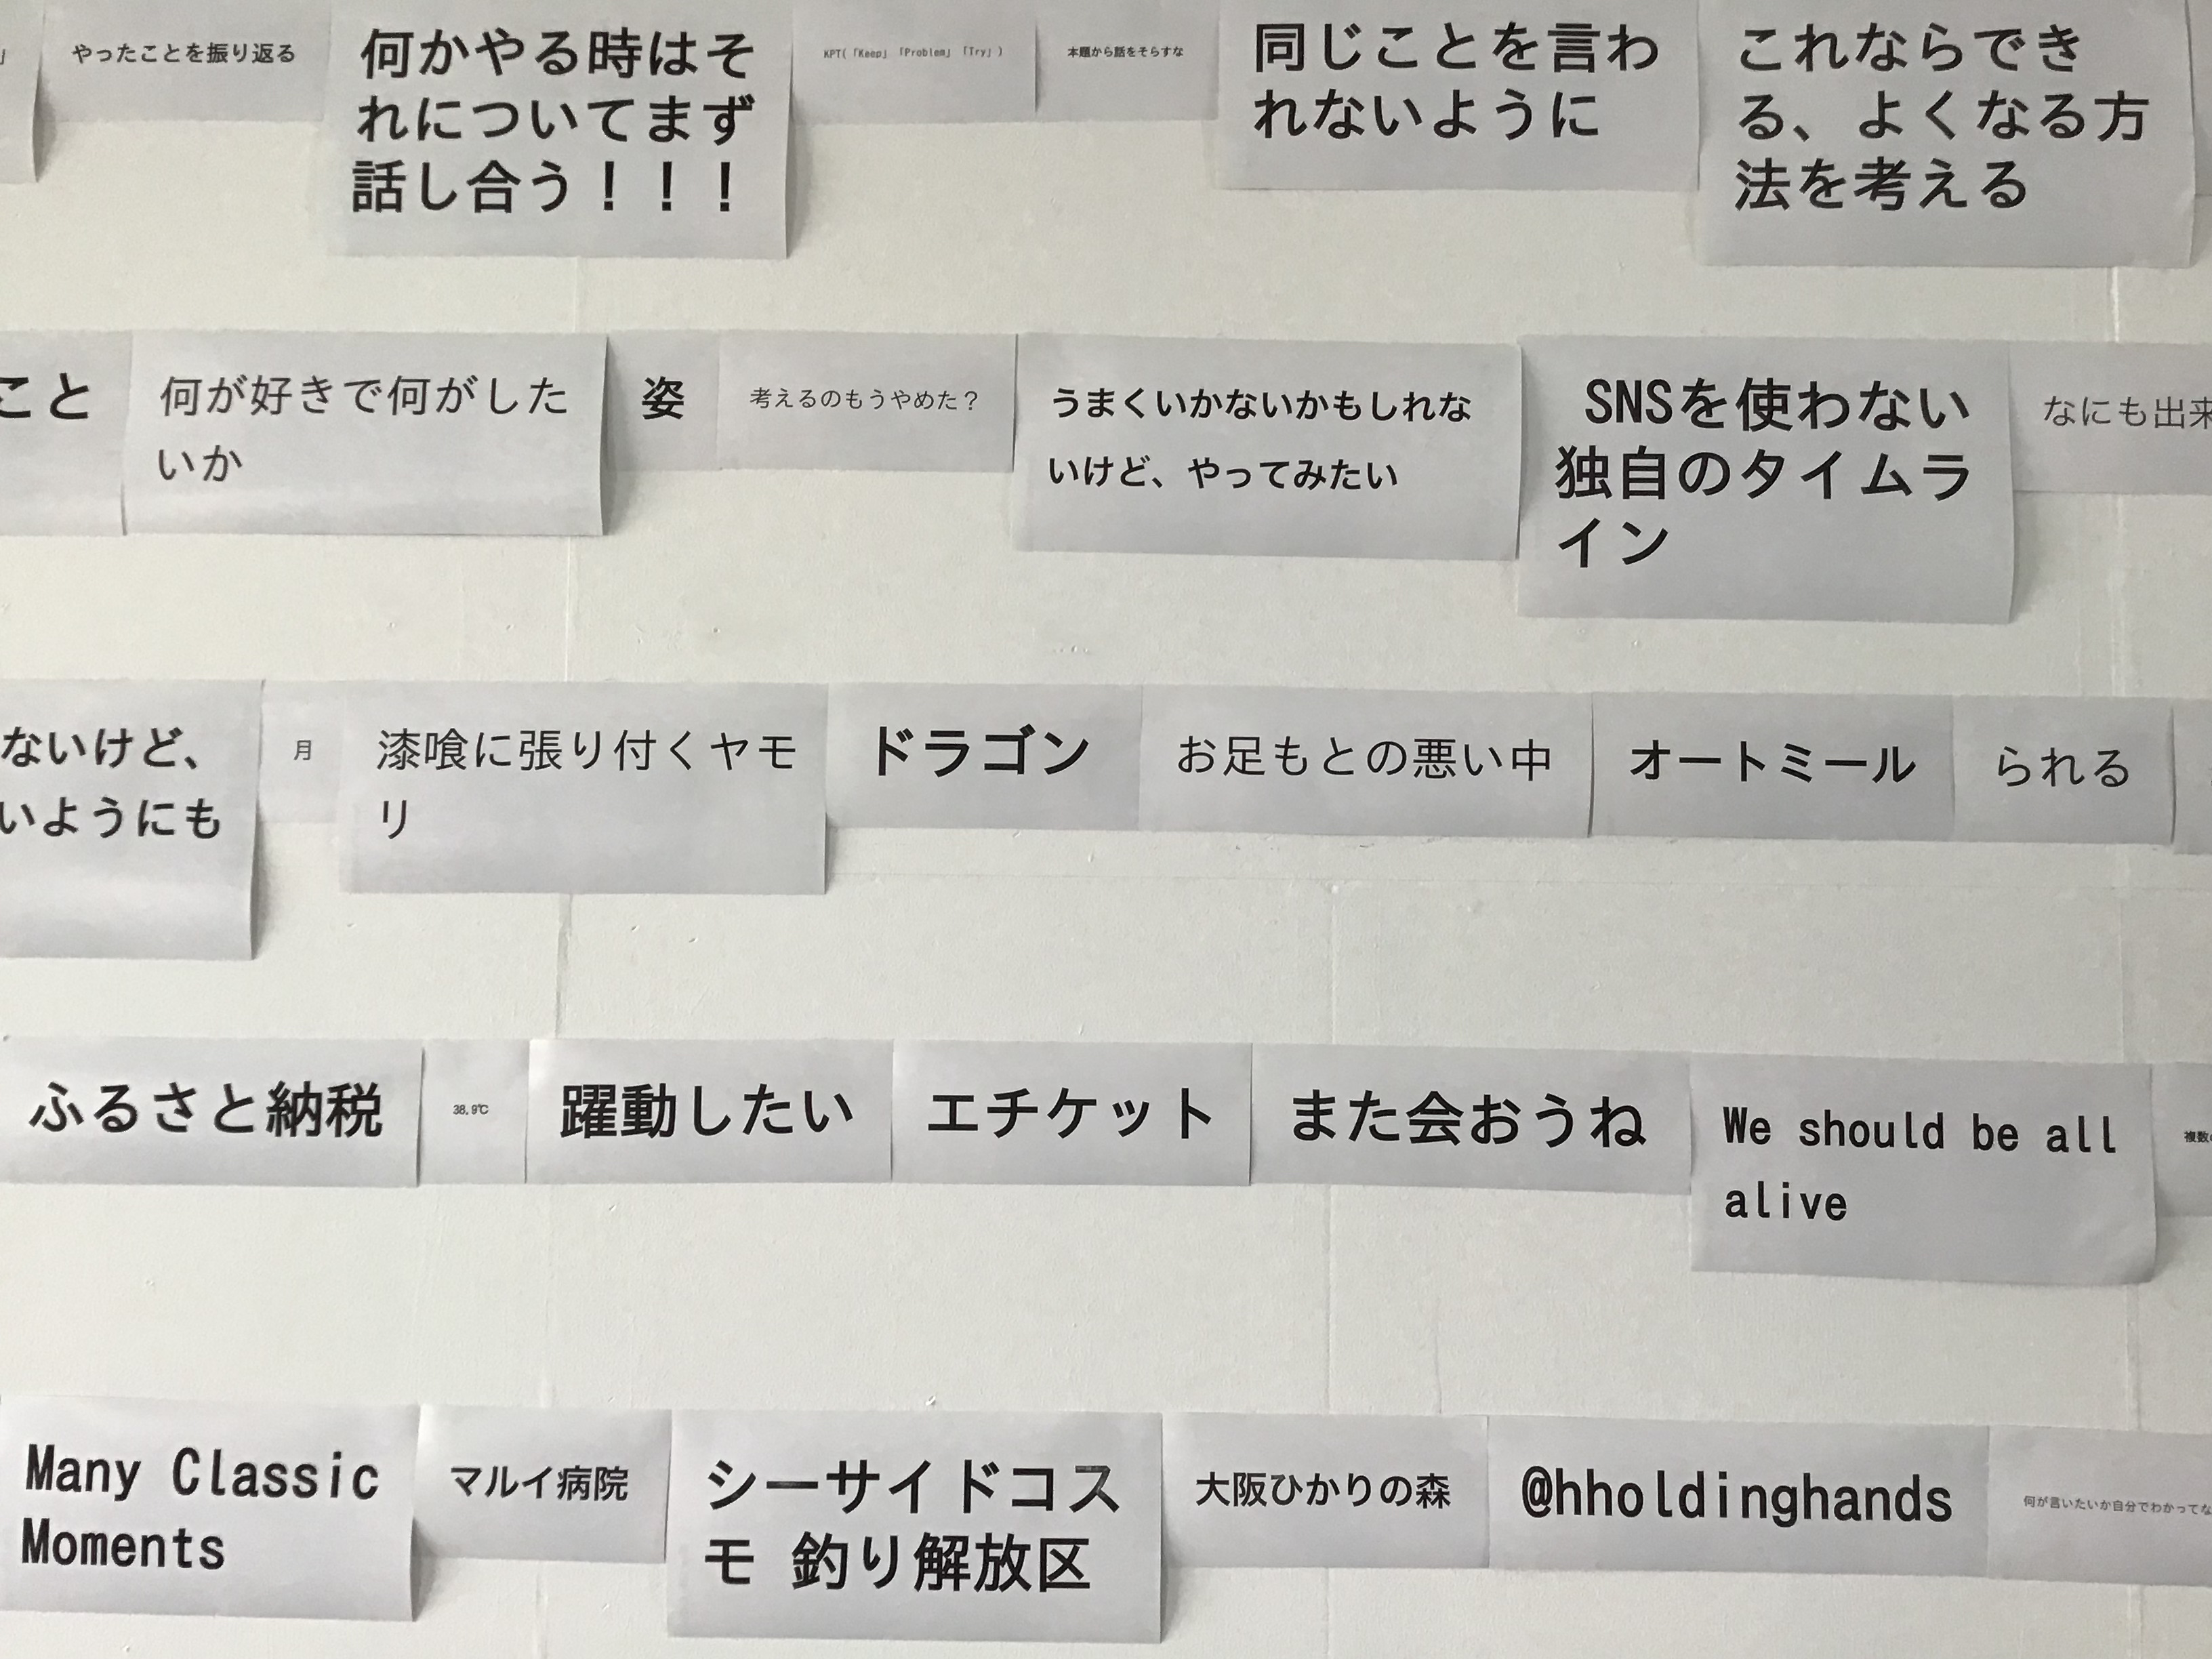 」
やったことを振り返る
何かやる時はそ
れについてまず
話し合う！！！
KPT(「Keep」「Problem」「Try」)
本題から話をそらすな
同じことを言わ
れないように
これならでき
る、よくなる方
法を考える
こと
何が好きで何がした
いか
姿
考えるのもうやめた？
うまくいかないかもしれな
いけど、やってみたい
SNSを使わない
独自のタイムラ
イン
なにも出来
ないけど、
いようにも
月
漆喰に張り付くヤモ
リ
ドラゴン
お足もとの悪い中
オートミール
られる
ふるさと納税
38.9℃
躍動したい
エチケット
また会おうね
We should be all
alive
複数
Many Classic
Moments
マルイ病院
シーサイドコス
モ 釣り解放区
大阪ひかりの森
@hholdinghands
何が言いたいか自分でわかってな